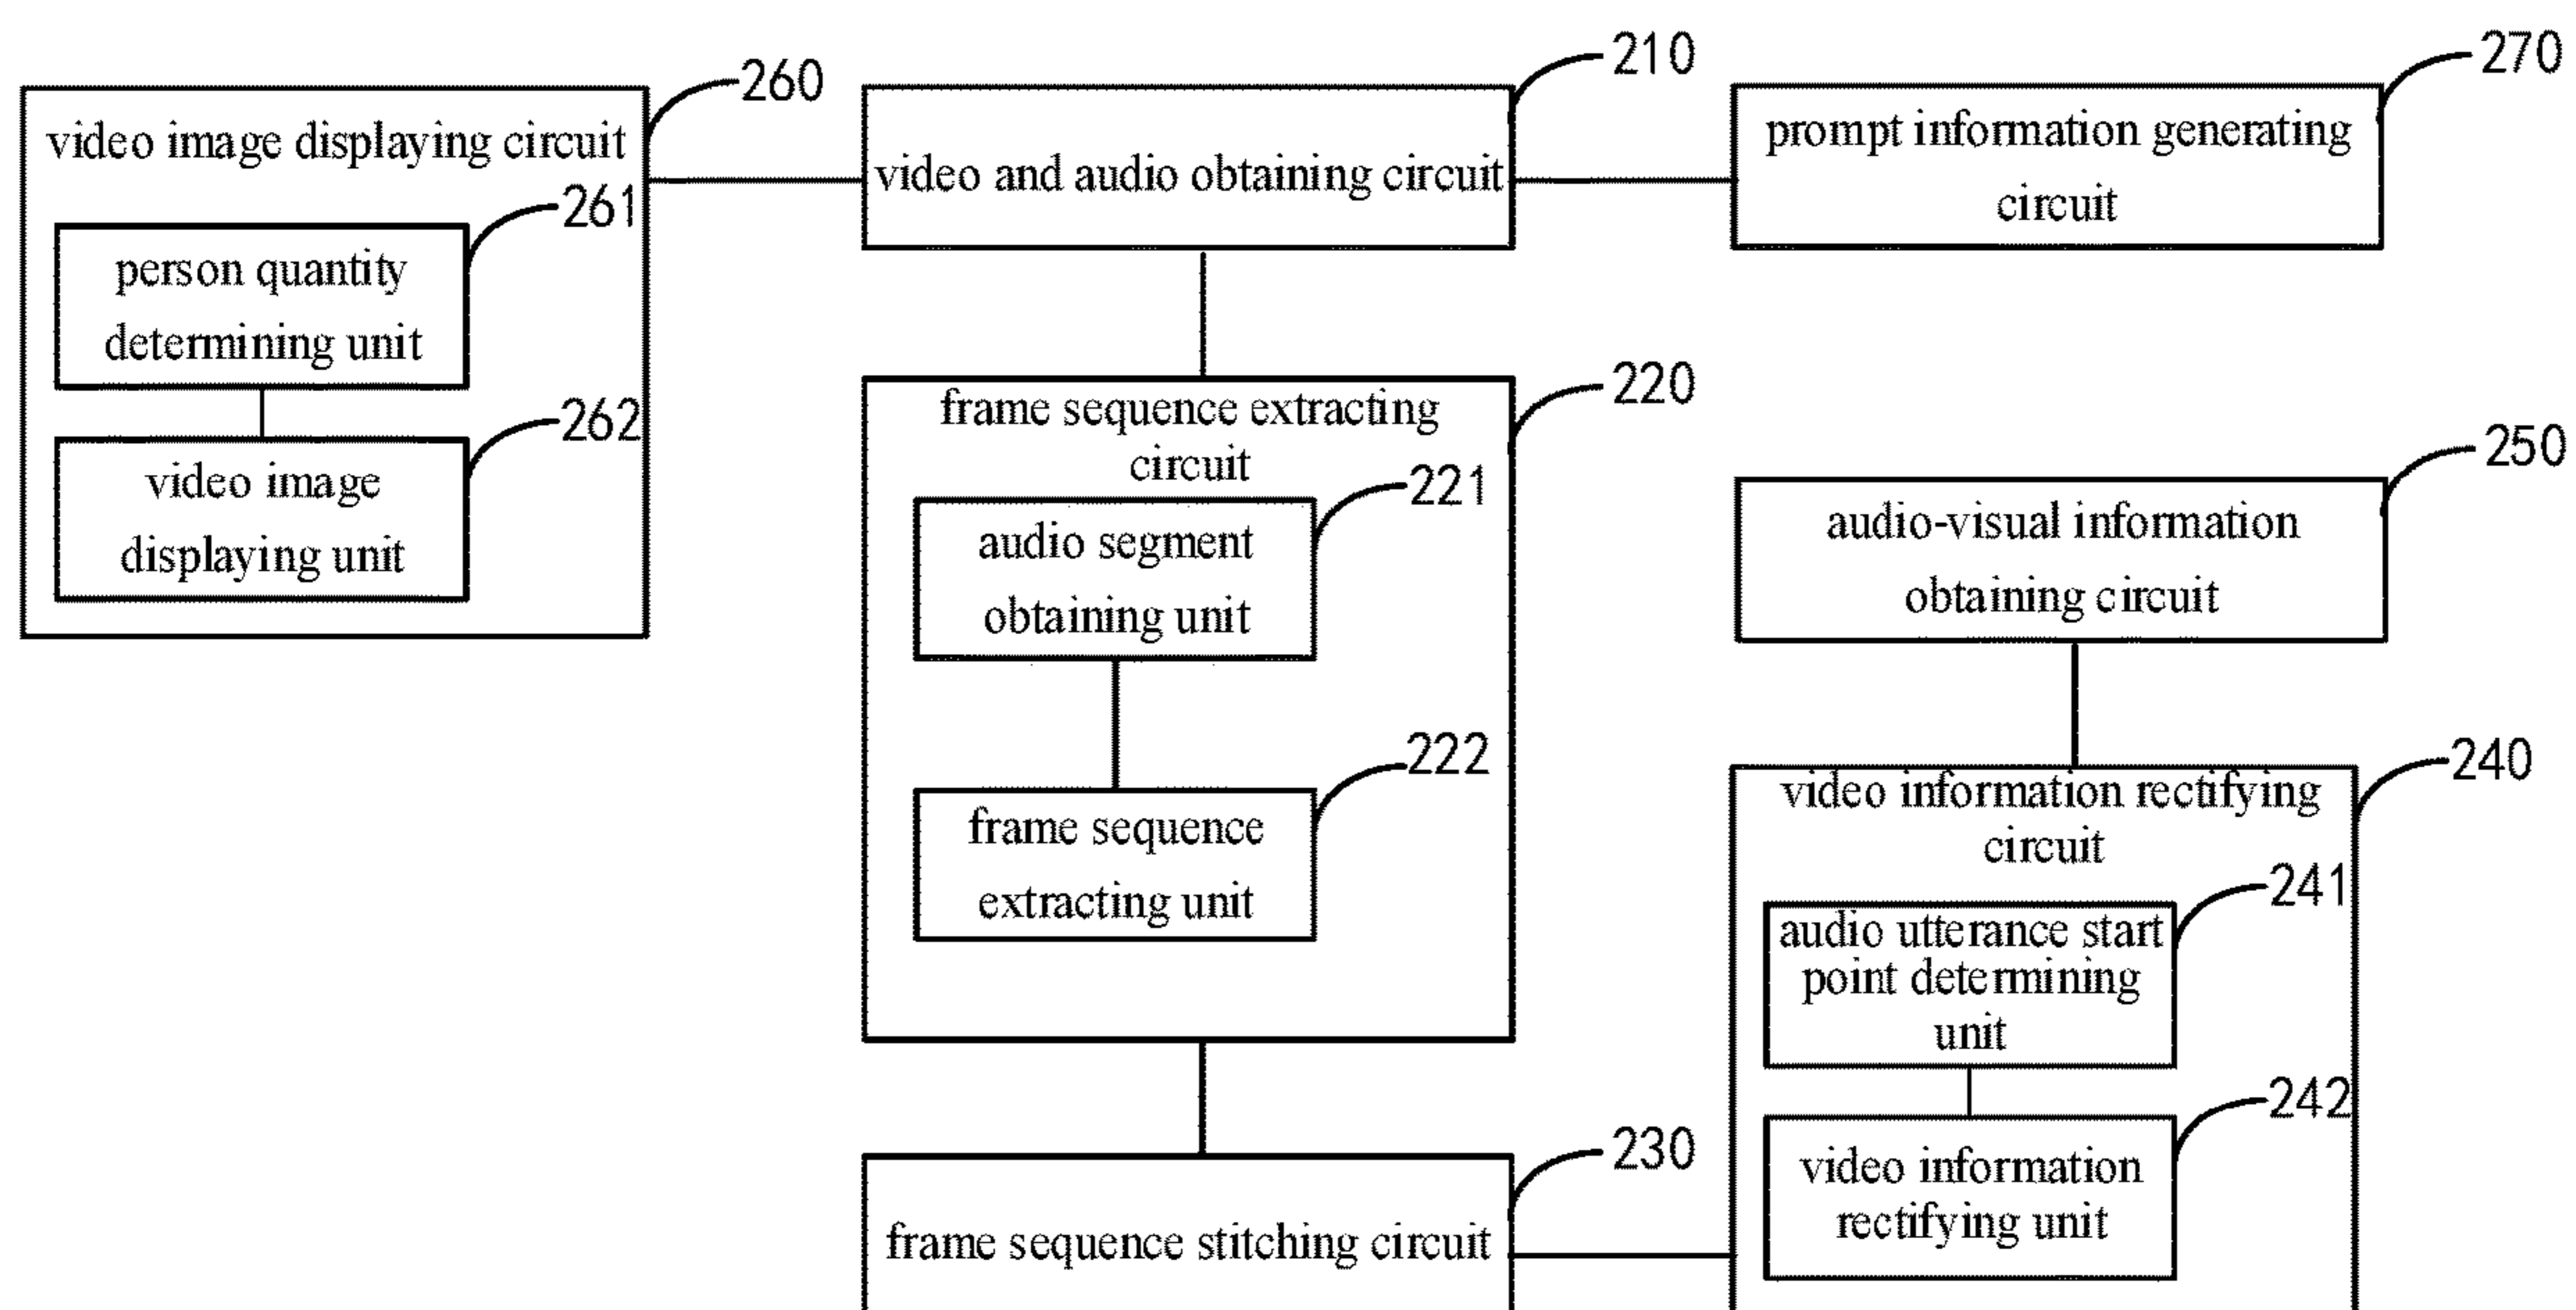 260
video image displaying circuit
261
person quantity
determining unit
262
video image
displaying unit
210
video and audio obtaining circuit
270
prompt information generating
circuit
220
frame sequence extracting
circuit
221
audio segment
obtaining unit
222
frame sequence
extracting unit
230
frame sequence stitching circuit
250
audio-visual information
obtaining circuit
240
video information rectifying
circuit
241
audio utterance start
point determining
unit
242
video information
rectifying unit